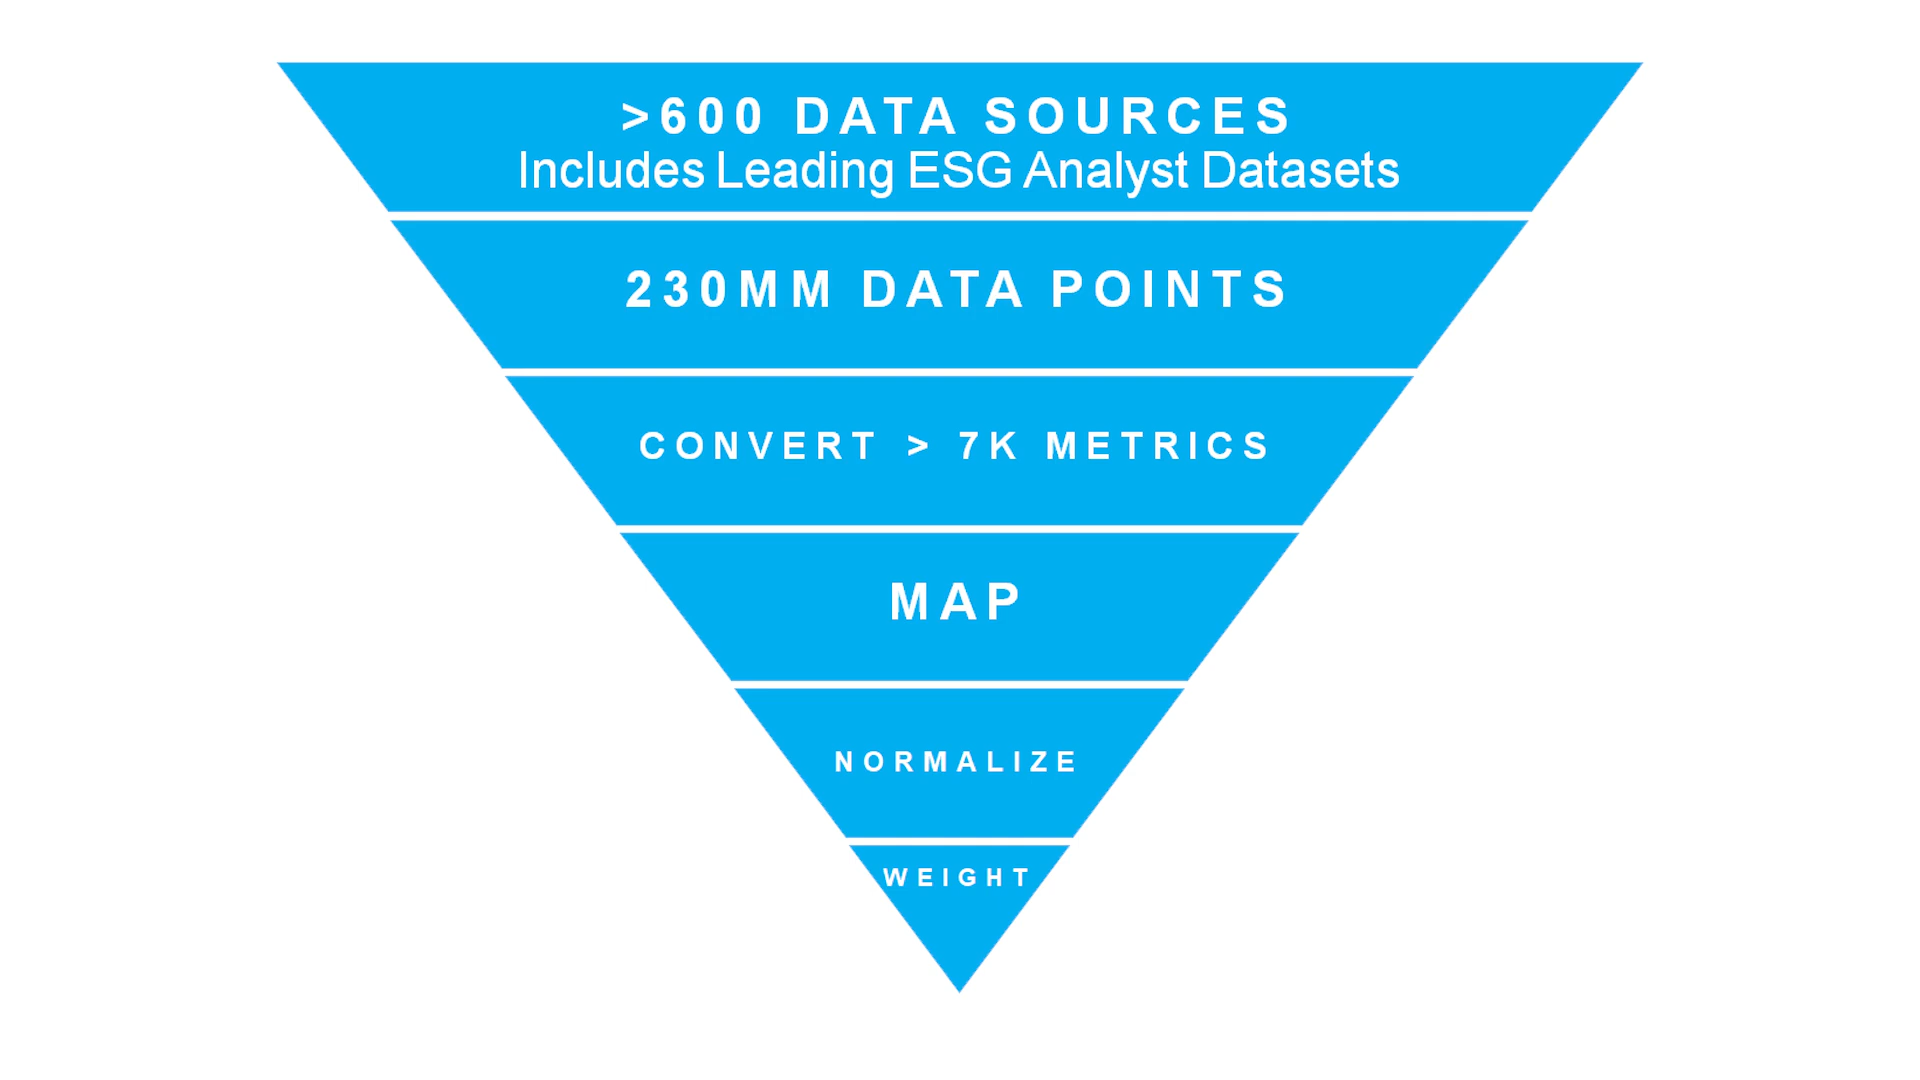 >600 DATA SOURCES
Includes Leading ESG Analyst Datasets
230MM DATA POINTS
CONVERT > 7K METRICS
MAP
NORMALIZE
WEIGHT